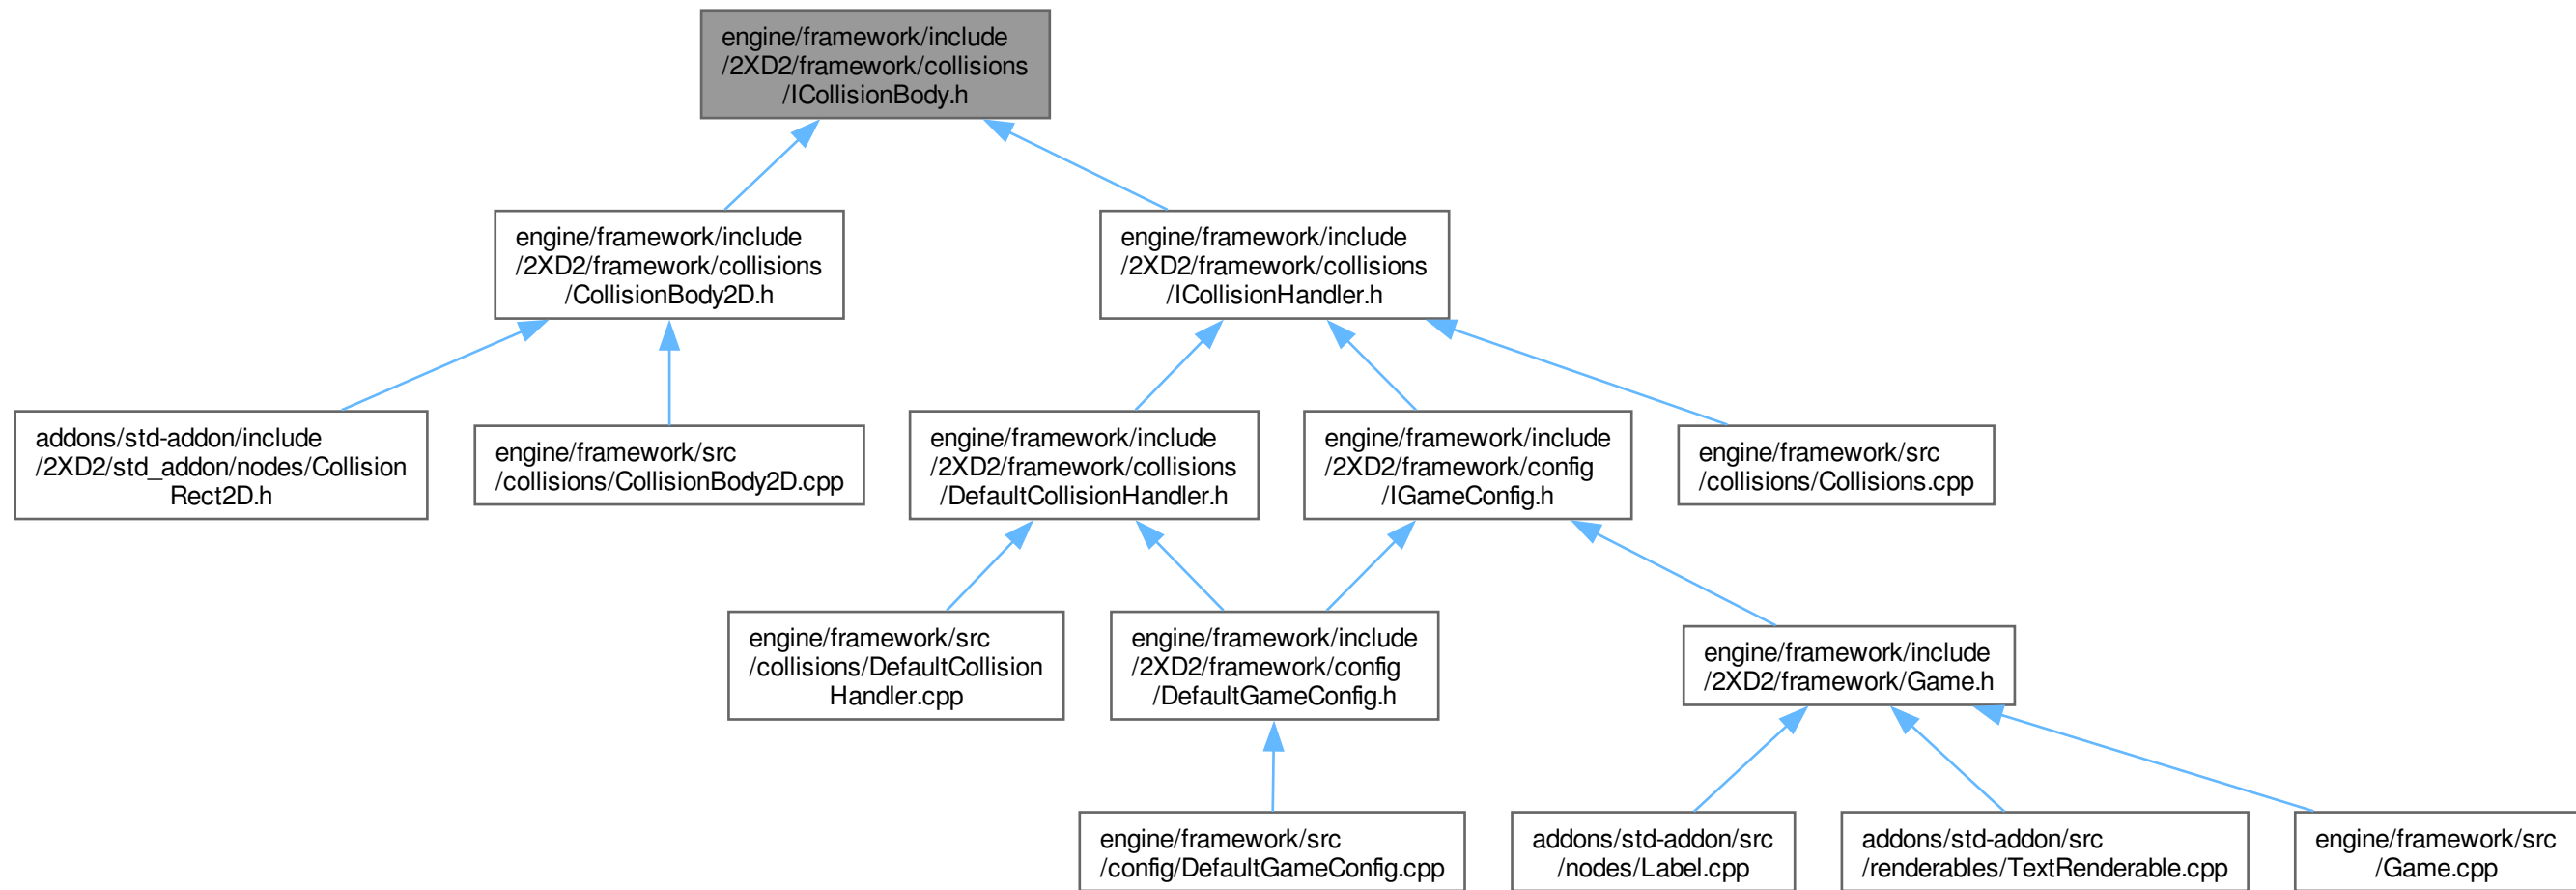 engine/framework/include
/2XD2/framework/collisions
/ICollisionBody.h
engine/framework/include
/2XD2/framework/collisions
/CollisionBody2D.h
engine/framework/include
/2XD2/framework/collisions
/ICollisionHandler.h
addons/std-addon/include
/2XD2/std_addon/nodes/Collision
Rect2D.h
engine/framework/src
/collisions/CollisionBody2D.cpp
engine/framework/include
/2XD2/framework/collisions
/DefaultCollisionHandler.h
engine/framework/include
/2XD2/framework/config
/IGameConfig.h
engine/framework/src
/collisions/Collisions.cpp
engine/framework/src
/collisions/DefaultCollision
Handler.cpp
engine/framework/include
/2XD2/framework/config
/DefaultGameConfig.h
engine/framework/include
/2XD2/framework/Game.h
engine/framework/src
/config/DefaultGameConfig.cpp
addons/std-addon/src
/nodes/Label.cpp
addons/std-addon/src
/renderables/TextRenderable.cpp
engine/framework/src
/Game.cpp